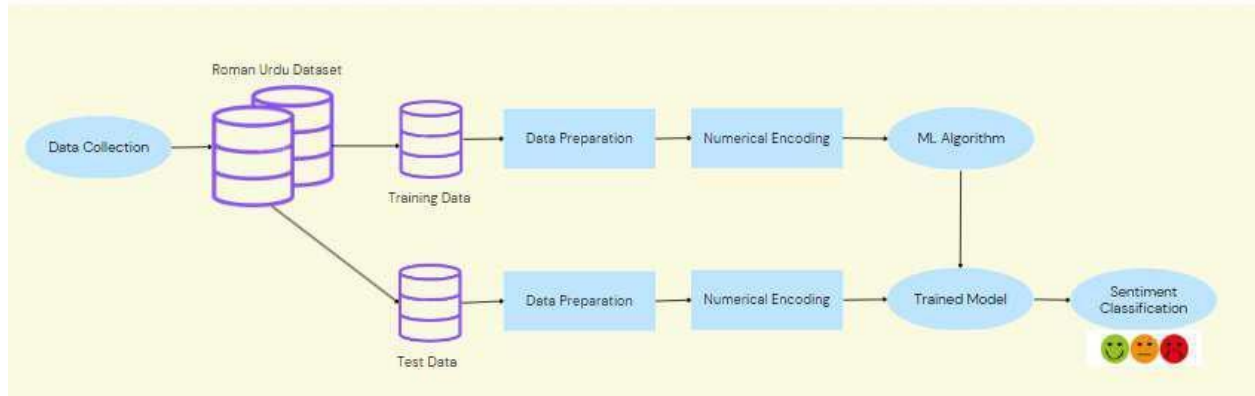 Roman Urdu Dataset
Data Collection
Training Data
Data Preparation
Numerical Encoding
ML Algorithm
Test Data
Data Preparation
Numerical Encoding
Trained Model
Sentiment
Classification